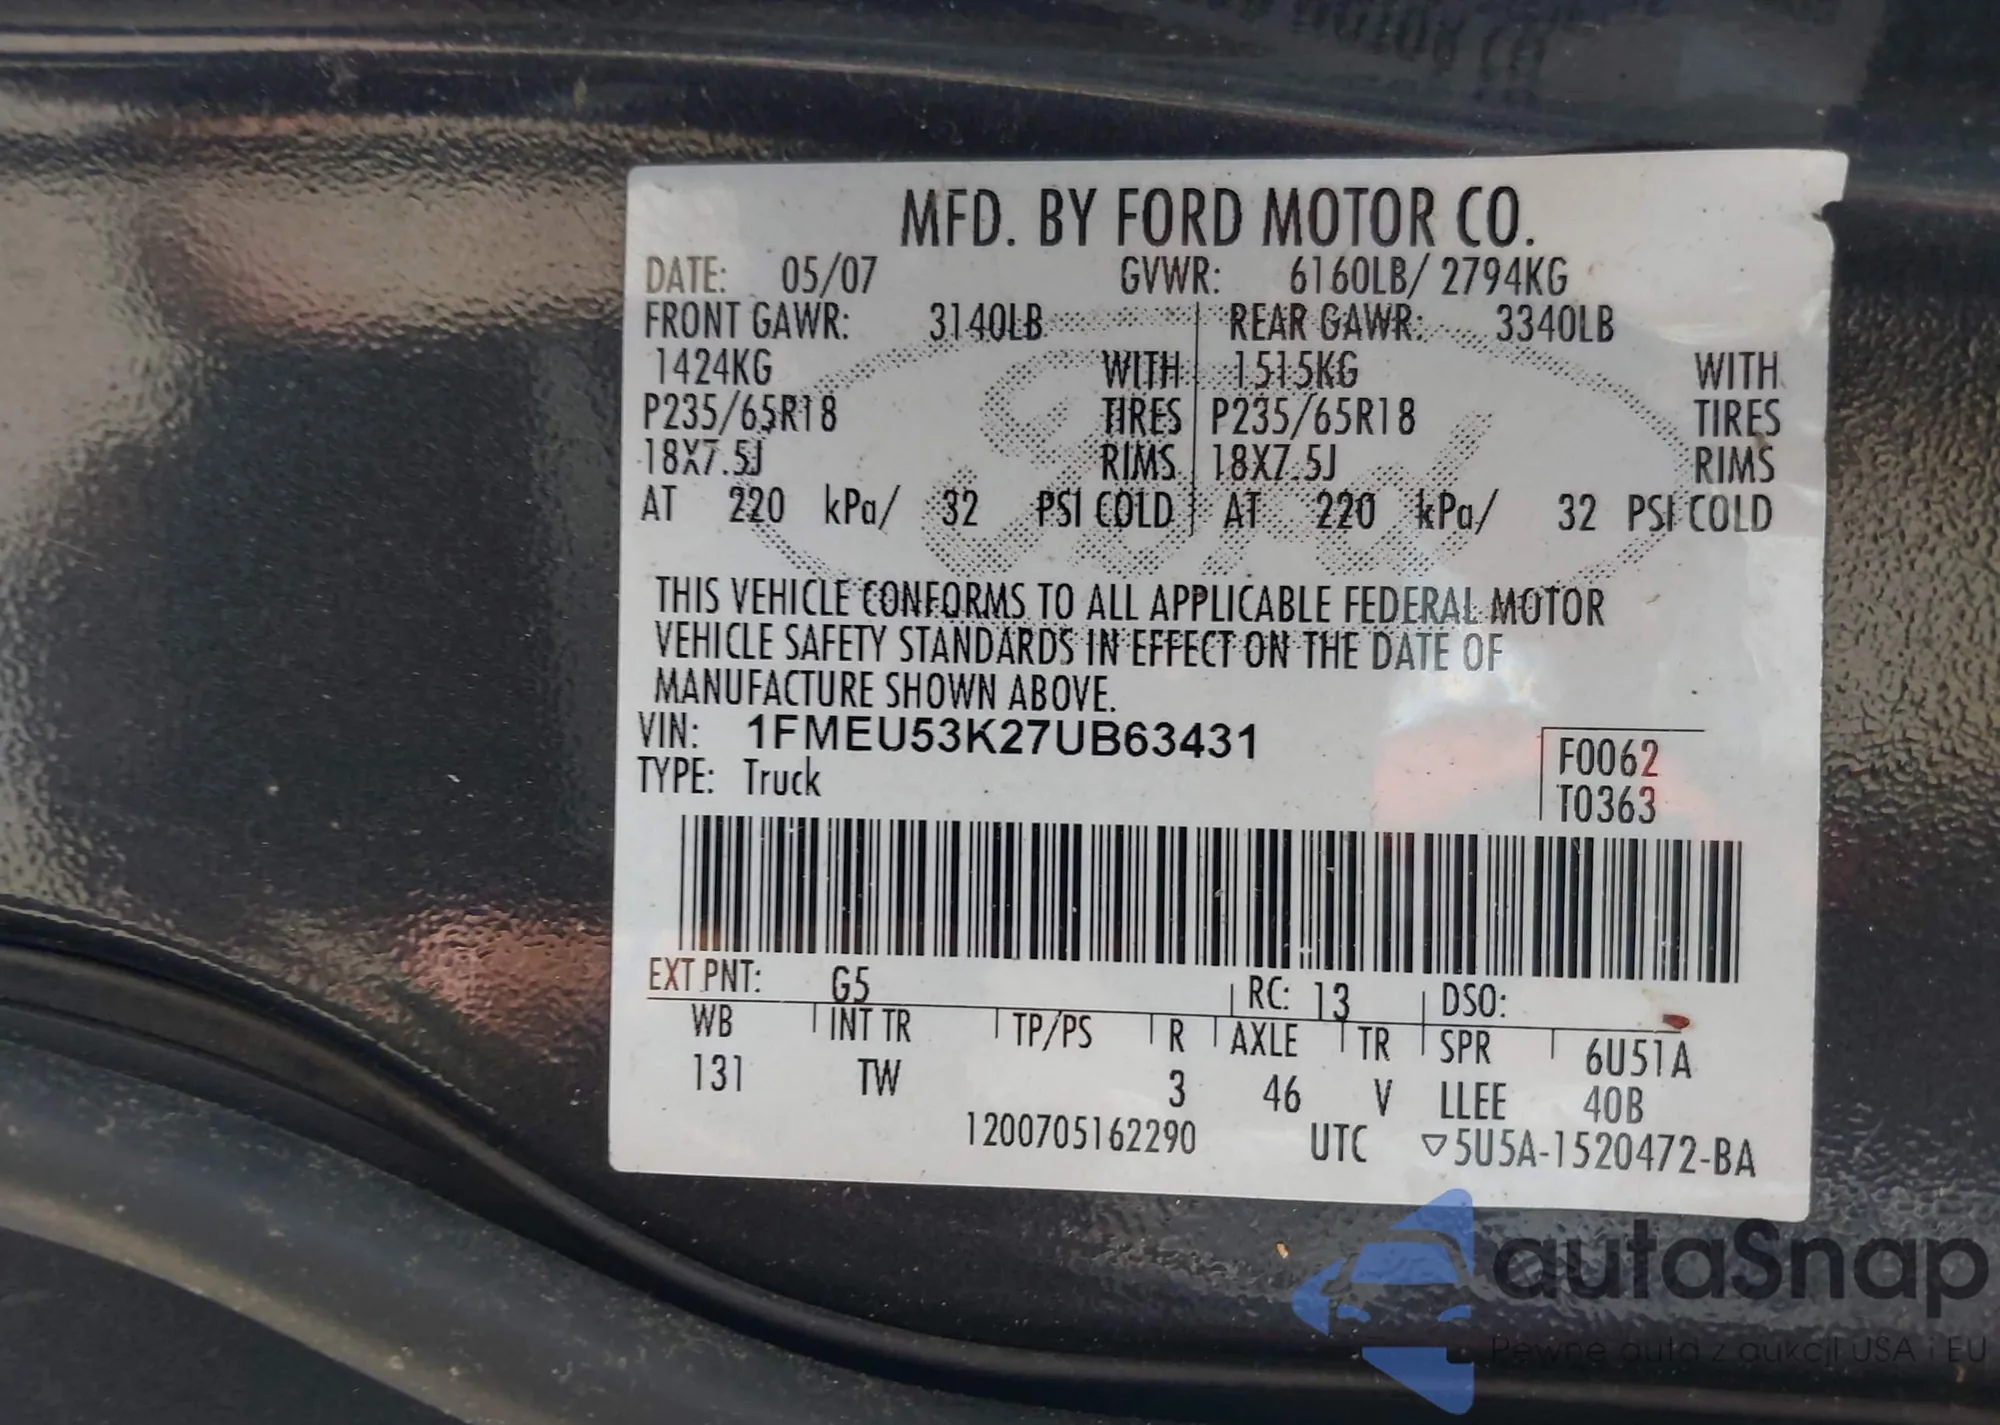 MFD. BY FORD MOTOR CO.
DATE: 05/07 GVWR: 6160LB/ 2794KG
FRONT GAWR: 3140LB REAR GAWR: 3340LB
1424KG WITH 1515KG WITH
P235/65R18 TIRES P235/65R18 TIRES
18X7.5J RIMS 18X7.5J RIMS
AT 220 kPa/ 32 PSI COLD AT 220 kPa/ 32 PSI COLD
THIS VEHICLE CONFORMS TO ALL APPLICABLE FEDERAL MOTOR
VEHICLE SAFETY STANDARDS IN EFFECT ON THE DATE OF
MANUFACTURE SHOWN ABOVE.
VIN: 1FMEU53K27UB63431
F0062
TYPE: Truck
T0363
EXT PNT: G5 RC: 13 DSO:
WB INT TR TP/PS R AXLE TR SPR 6U51A
131 TW 3 46 V LLEE 40B
1200705162290 UTC ▽5U5A-1520472-BA
autaSnap
Pewne auta z aukcji USA i EU